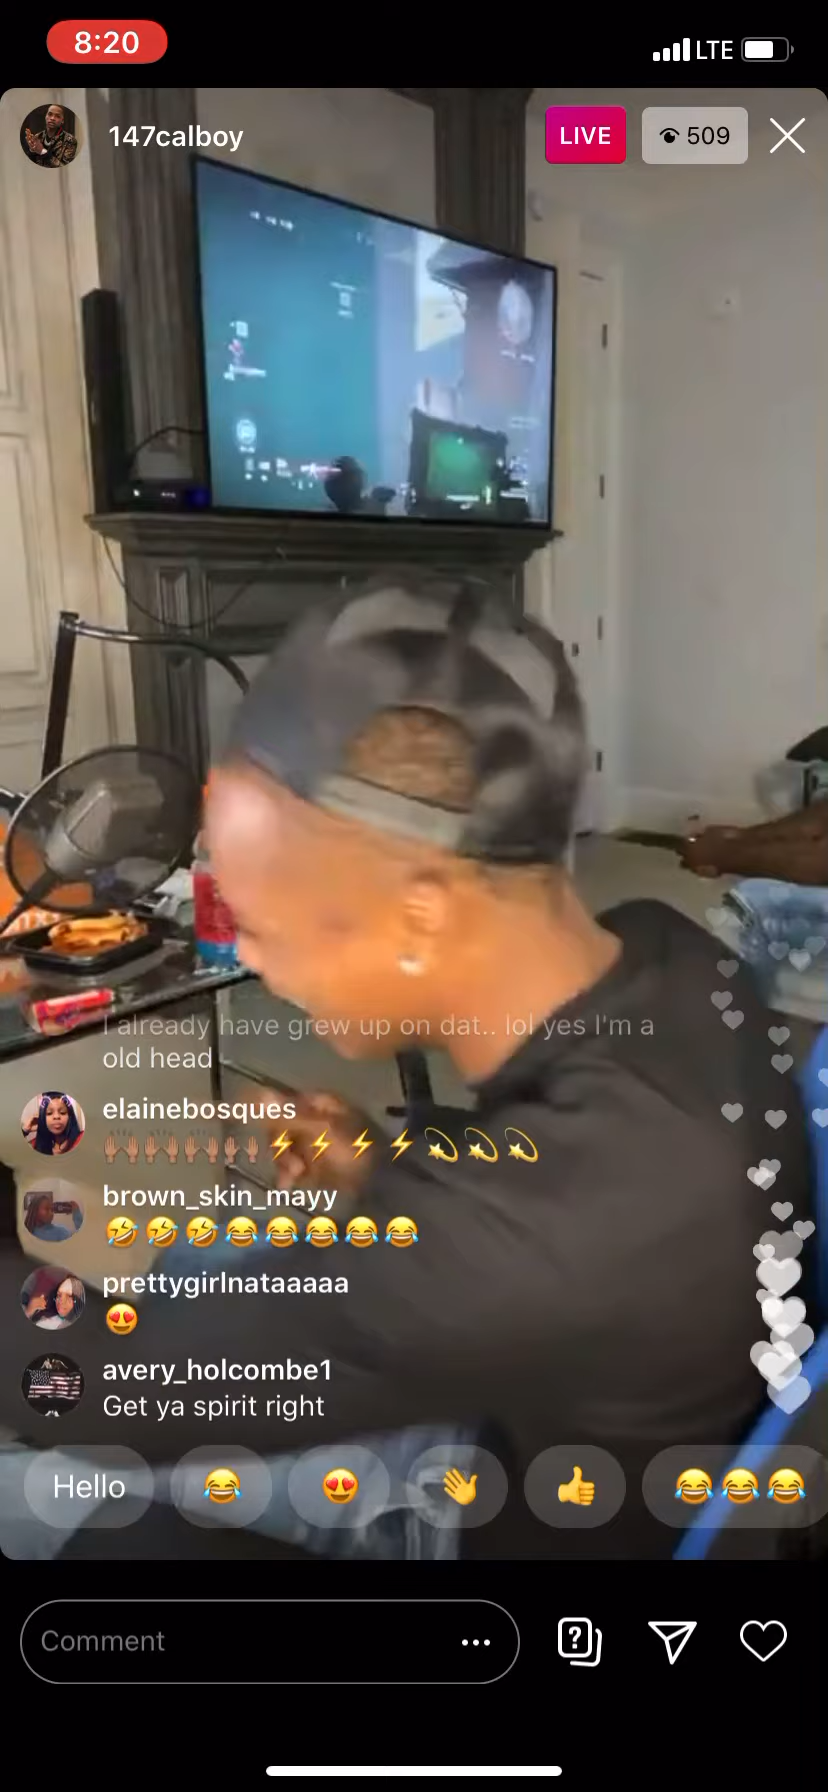 8:20
LTE
147calboy
LIVE
509
I already have grew up on dat.. lol yes I'm a
old head
elainebosques
🙌🏽🙌🏽🙌🏽🙌🏽⚡⚡⚡⚡💫💫💫
brown_skin_mayy
🤣🤣🤣😂😂😂😂😂
prettygirlnataaaaa
😍
avery_holcombe1
Get ya spirit right
Hello 😂 😍 👋 👍 😂😂😂
Comment